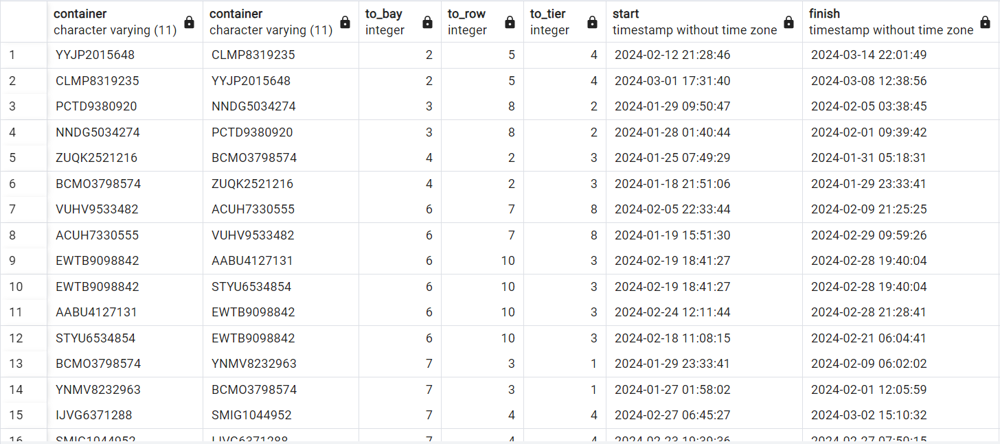 container container to_bay to_row to_tier start finish
character varying (11) character varying (11) integer integer integer timestamp without time zone timestamp without time zone
1 YYJP2015648 CLMP8319235 2 5 4 2024-02-12 21:28:46 2024-03-14 22:01:49
2 CLMP8319235 YYJP2015648 2 5 4 2024-03-01 17:31:40 2024-03-08 12:38:56
3 PCTD9380920 NNDG5034274 3 8 2 2024-01-29 09:50:47 2024-02-05 03:38:45
4 NNDG5034274 PCTD9380920 3 8 2 2024-01-28 01:40:44 2024-02-01 09:39:42
5 ZUQK2521216 BCMO3798574 4 2 3 2024-01-25 07:49:29 2024-01-31 05:18:31
6 BCMO3798574 ZUQK2521216 4 2 3 2024-01-18 21:51:06 2024-01-29 23:33:41
7 VUHV9533482 ACUH7330555 6 7 8 2024-02-05 22:33:44 2024-02-09 21:25:25
8 ACUH7330555 VUHV9533482 6 7 8 2024-01-19 15:51:30 2024-02-29 09:59:26
9 EWTB9098842 AABU4127131 6 10 3 2024-02-19 18:41:27 2024-02-28 19:40:04
10 EWTB9098842 STYU6534854 6 10 3 2024-02-19 18:41:27 2024-02-28 19:40:04
11 AABU4127131 EWTB9098842 6 10 3 2024-02-24 12:11:44 2024-02-28 21:28:41
12 STYU6534854 EWTB9098842 6 10 3 2024-02-18 11:08:15 2024-02-21 06:04:41
13 BCMO3798574 YNMV8232963 7 3 1 2024-01-29 23:33:41 2024-02-09 06:02:02
14 YNMV8232963 BCMO3798574 7 3 1 2024-01-27 01:58:02 2024-02-01 12:05:59
15 IJVG6371288 SMIG1044952 7 4 4 2024-02-27 06:45:27 2024-03-02 15:10:32
16 SMIG1044952 IJVG6371288 7 4 4 2024-02-23 19:39:36 2024-02-27 07:50:15